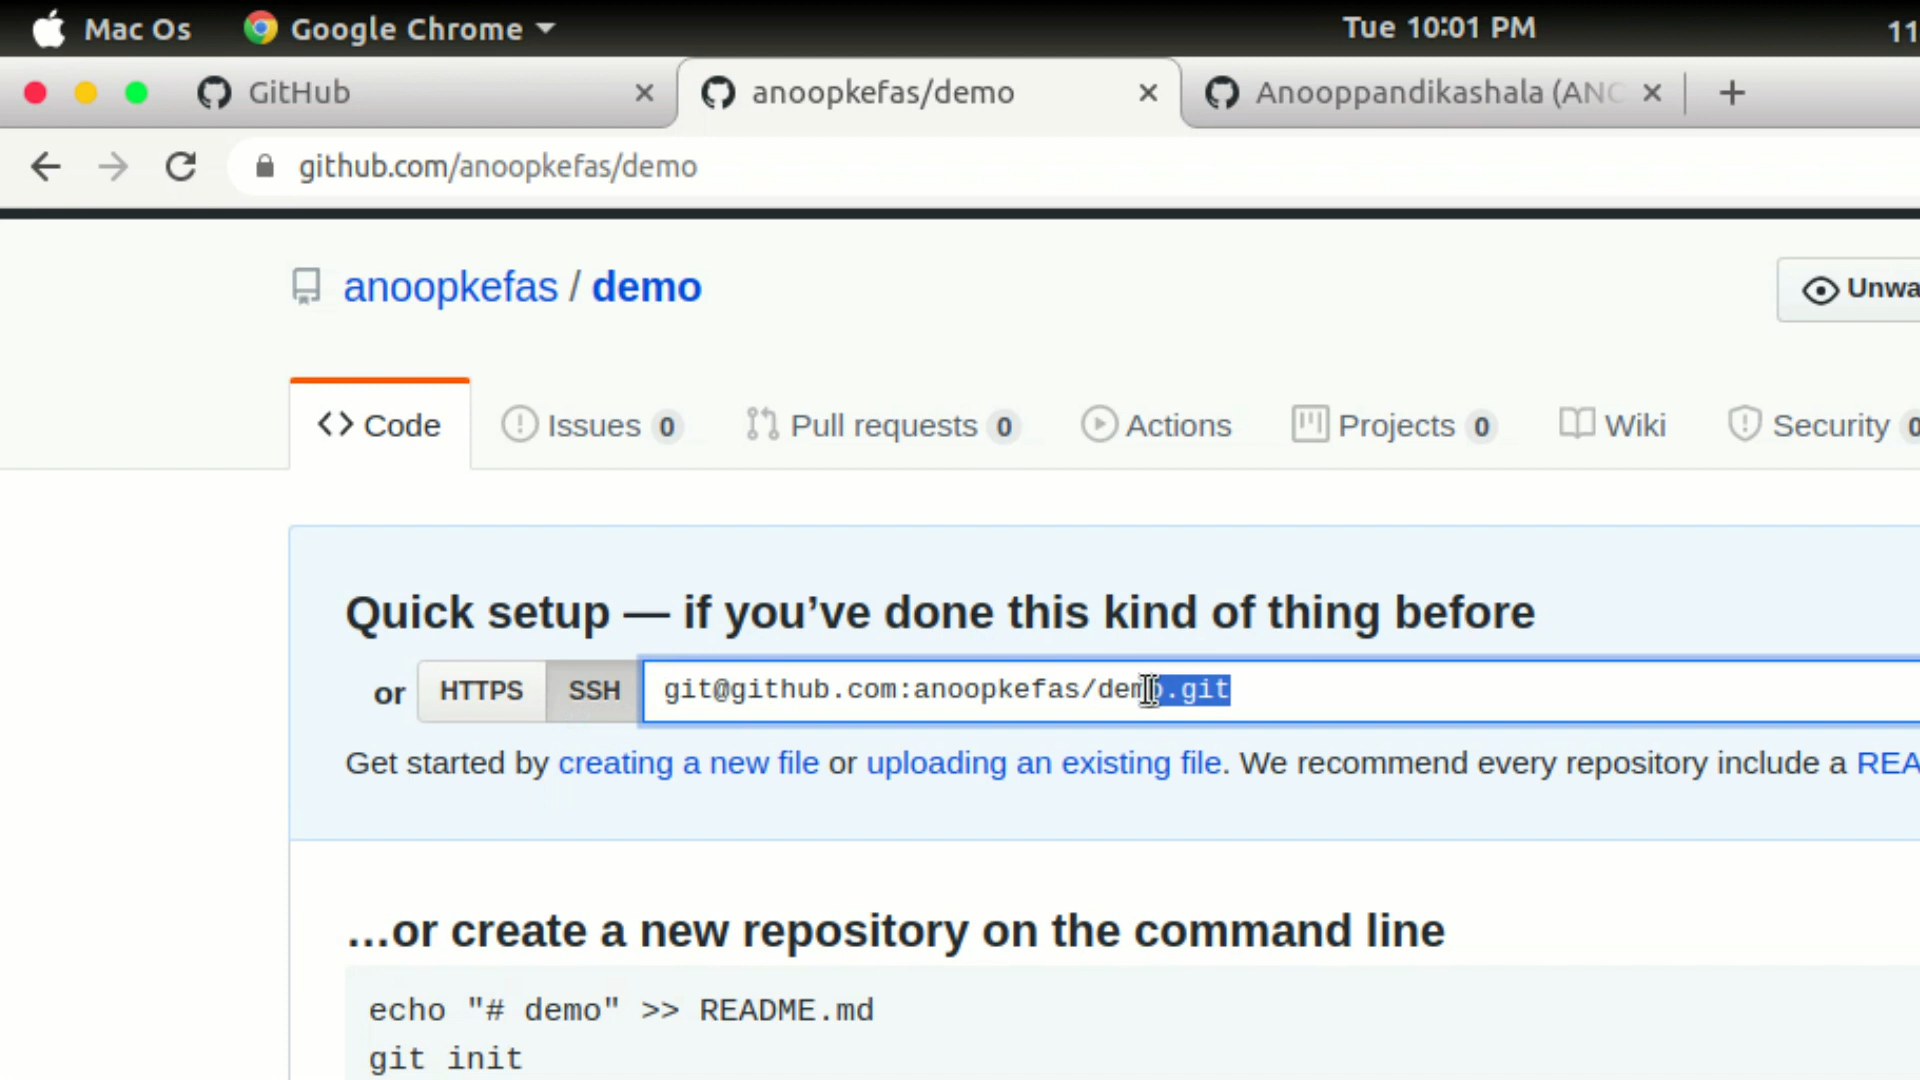 Mac Os Google Chrome Tue 10:01 PM 11
GitHub anoopkefas/demo Anooppandikashala (ANO
github.com/anoopkefas/demo
anoopkefas / demo Unwa
Code Issues 0 Pull requests 0 Actions Projects 0 Wiki Security 0
Quick setup — if you’ve done this kind of thing before
or HTTPS SSH git@github.com:anoopkefas/demo.git
Get started by creating a new file or uploading an existing file. We recommend every repository include a REA
...or create a new repository on the command line
echo "# demo" >> README.md
git init